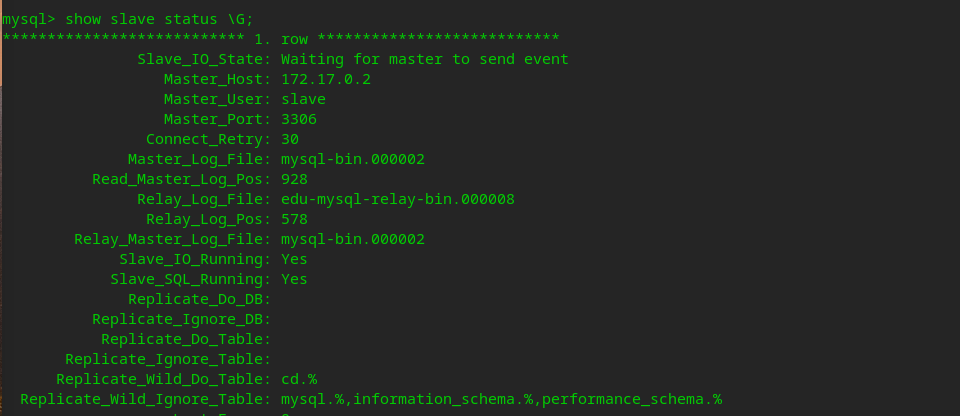 mysql> show slave status \G;
*************************** 1. row ***************************
Slave_IO_State: Waiting for master to send event
Master_Host: 172.17.0.2
Master_User: slave
Master_Port: 3306
Connect_Retry: 30
Master_Log_File: mysql-bin.000002
Read_Master_Log_Pos: 928
Relay_Log_File: edu-mysql-relay-bin.000008
Relay_Log_Pos: 578
Relay_Master_Log_File: mysql-bin.000002
Slave_IO_Running: Yes
Slave_SQL_Running: Yes
Replicate_Do_DB:
Replicate_Ignore_DB:
Replicate_Do_Table:
Replicate_Ignore_Table:
Replicate_Wild_Do_Table: cd.%
Replicate_Wild_Ignore_Table: mysql.%,information_schema.%,performance_schema.%